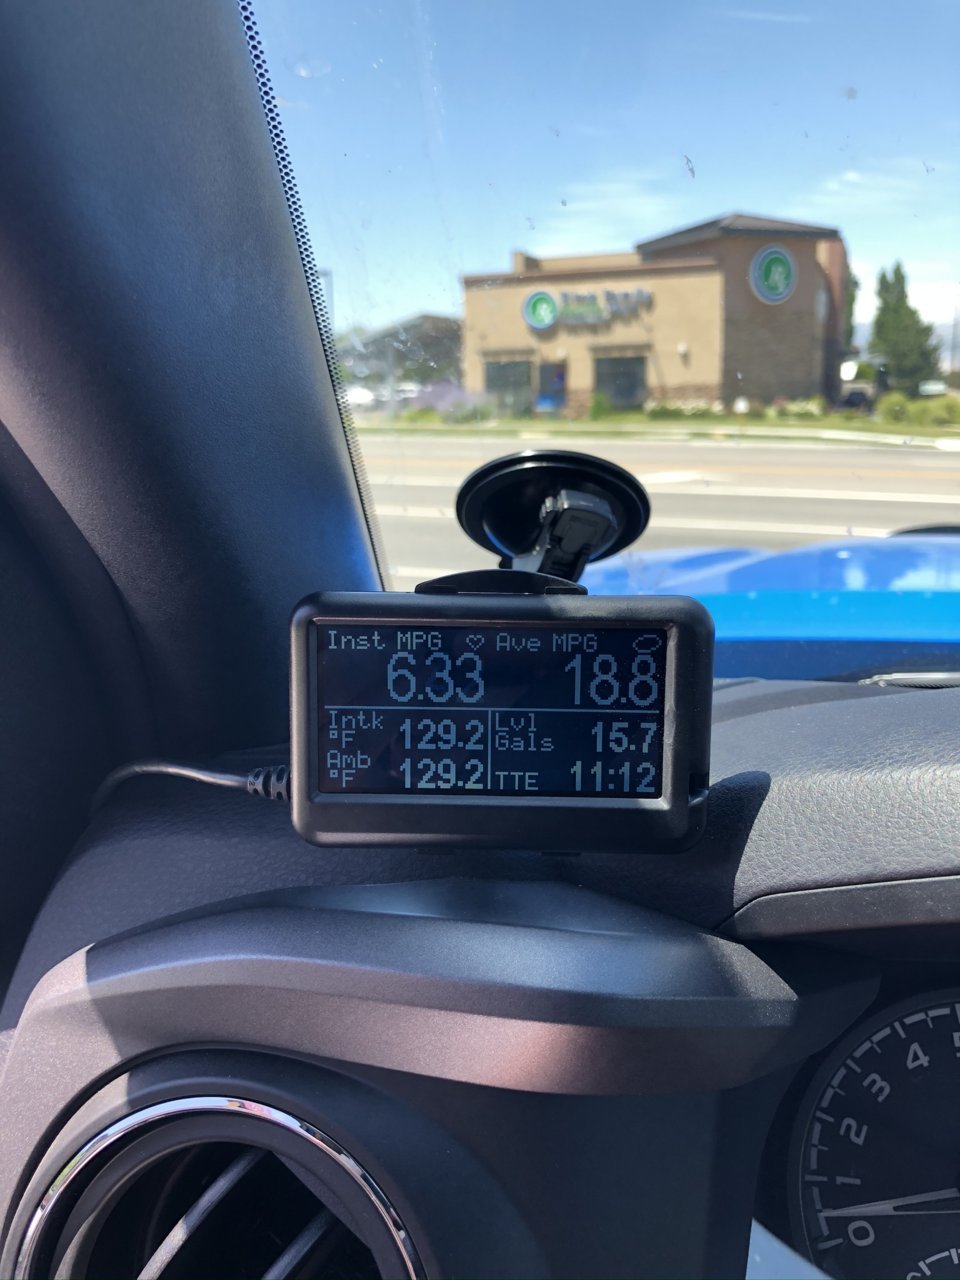 Inst MPG Ave MPG
6.33 18.8
Intk °F 129.2 Lvl Gals 15.7
Amb °F 129.2 TTE 11:12
4
3
2
1
0